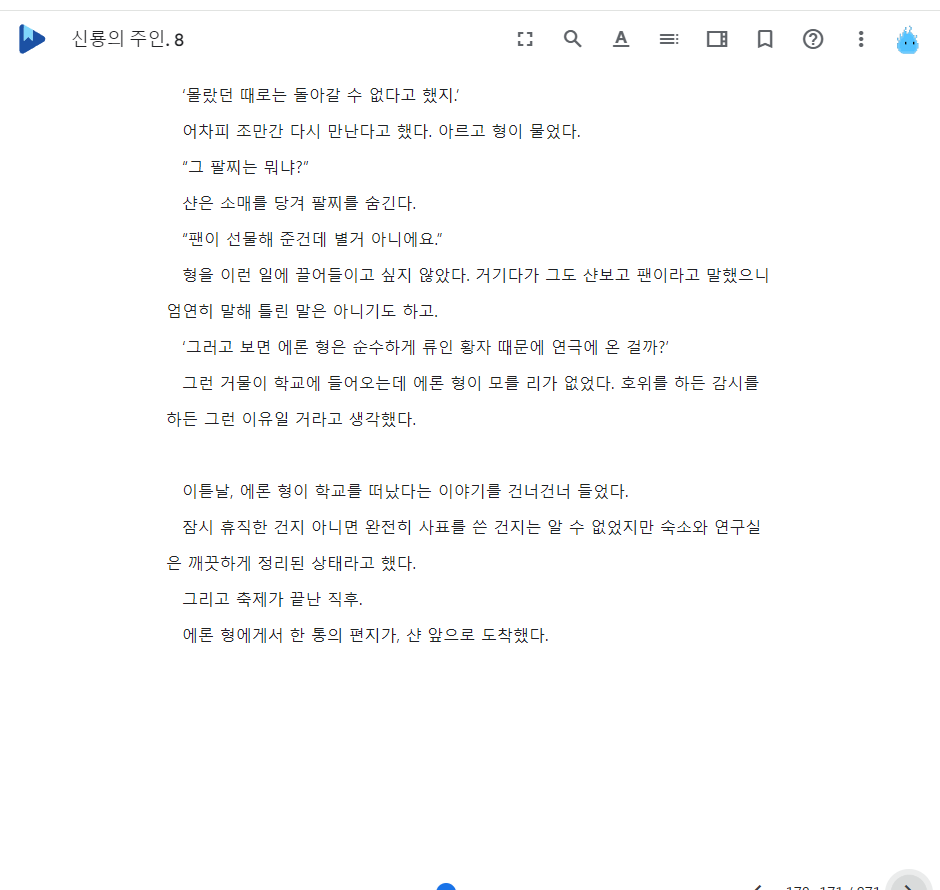 신룡의 주인. 8
‘몰랐던 때로는 돌아갈 수 없다고 했지.’
어차피 조만간 다시 만난다고 했다. 아르고 형이 물었다.
“그 팔찌는 뭐냐?”
샨은 소매를 당겨 팔찌를 숨긴다.
“팬이 선물해 준건데 별거 아니에요.”
형을 이런 일에 끌어들이고 싶지 않았다. 거기다가 그도 샨보고 팬이라고 말했으니
엄연히 말해 틀린 말은 아니기도 하고.
‘그러고 보면 에론 형은 순수하게 류인 황자 때문에 연극에 온 걸까?’
그런 거물이 학교에 들어오는데 에론 형이 모를 리가 없었다. 호위를 하든 감시를
하든 그런 이유일 거라고 생각했다.
이튿날, 에론 형이 학교를 떠났다는 이야기를 건너건너 들었다.
잠시 휴직한 건지 아니면 완전히 사표를 쓴 건지는 알 수 없었지만 숙소와 연구실
은 깨끗하게 정리된 상태라고 했다.
그리고 축제가 끝난 직후.
에론 형에게서 한 통의 편지가, 샨 앞으로 도착했다.